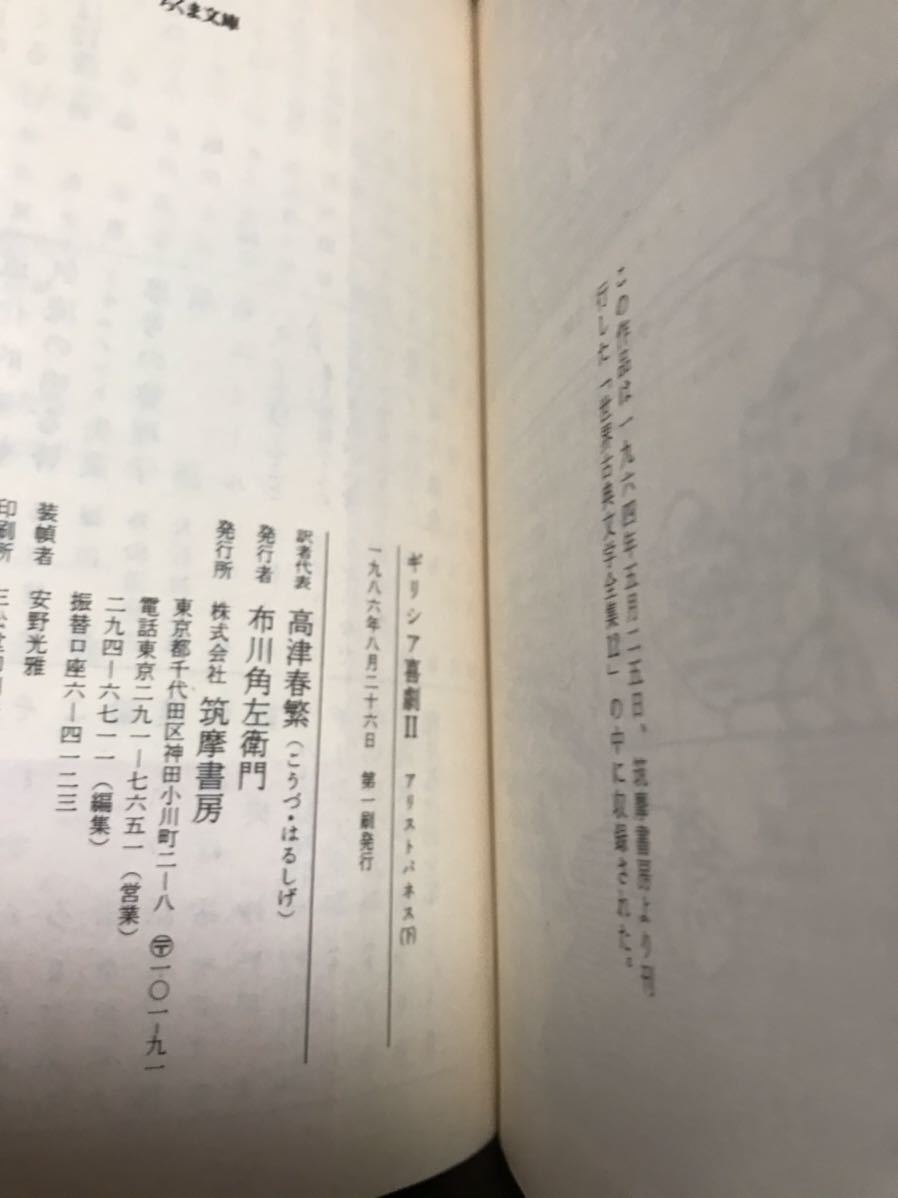 この作品は一九六四年五月二五日、筑摩書房より刊
行した「世界古典文学全集12」の中に収録された。
ちくま文庫
ギリシア喜劇II アリストパネス(下)
一九八六年八月二十六日 第一刷発行
訳者代表 高津春繁(こうづ・はるしげ)
発行者 布川角左衛門
発行所 株式会社 筑摩書房
東京都千代田区神田小川町二ー八 〒一〇一ー九一
電話東京二九一ー七六五一(営業)
二九四ー六七一一(編集)
振替口座六ー四一二三
装幀者 安野光雅
印刷所